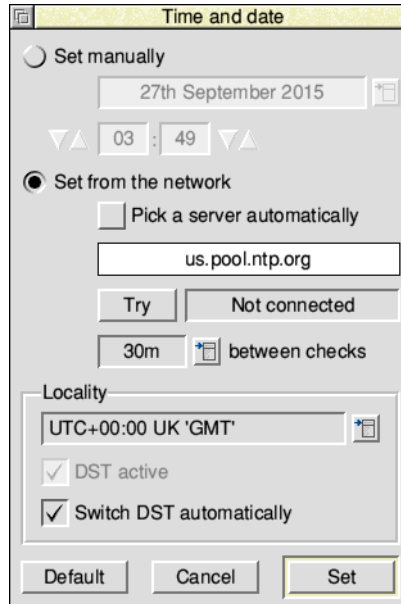 Time and date
Set manually
27th September 2015
03 : 49
Set from the network
Pick a server automatically
us.pool.ntp.org
Try Not connected
30m between checks
Locality
UTC+00:00 UK 'GMT'
DST active
Switch DST automatically
Default Cancel Set